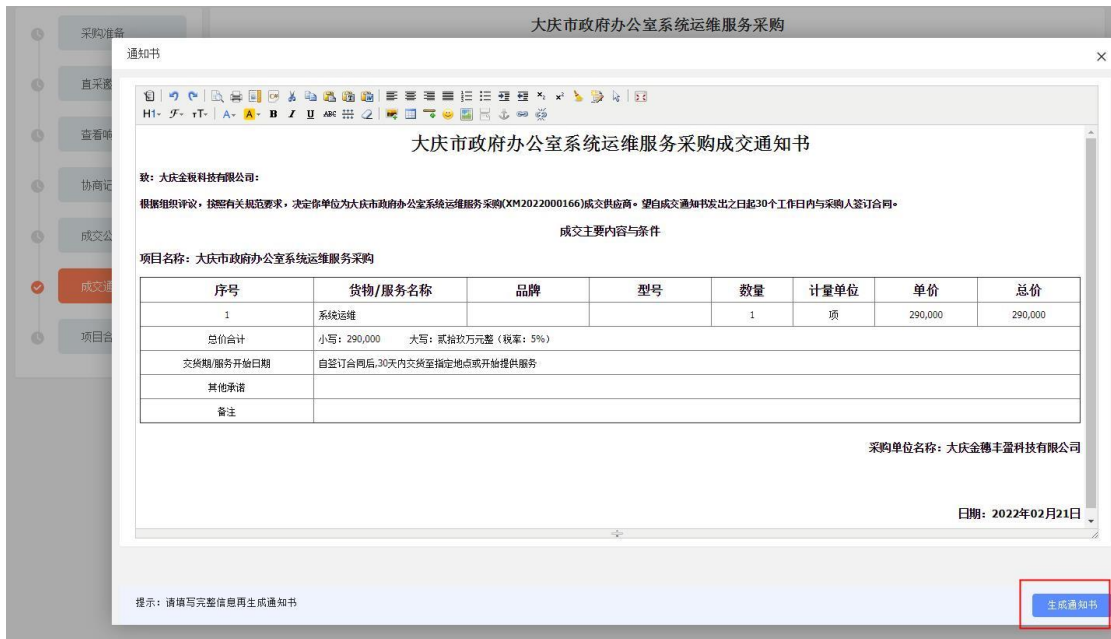 大庆市政府办公室系统运维服务采购
采购准备
通知书
直采邀
查看响
协商记
成交公
成交通
项目合
H1
大庆市政府办公室系统运维服务采购成交通知书
致：大庆金税科技有限公司：
根据组织评议，按照有关规范要求，决定你单位为大庆市政府办公室系统运维服务采购(XM2022000166)成交供应商。望自成交通知书发出之日起30个工作日内与采购人签订合同。
成交主要内容与条件
项目名称：大庆市政府办公室系统运维服务采购
序号 货物/服务名称 品牌 型号 数量 计量单位 单价 总价
1 系统运维 1 项 290,000 290,000
总价合计 小写：290,000 大写：贰拾玖万元整（税率：5%）
交货期/服务开始日期 自签订合同后,30天内交货至指定地点或开始提供服务
其他承诺
备注
采购单位名称：大庆金穗丰盈科技有限公司
日期：2022年02月21日
提示：请填写完整信息再生成通知书
生成通知书